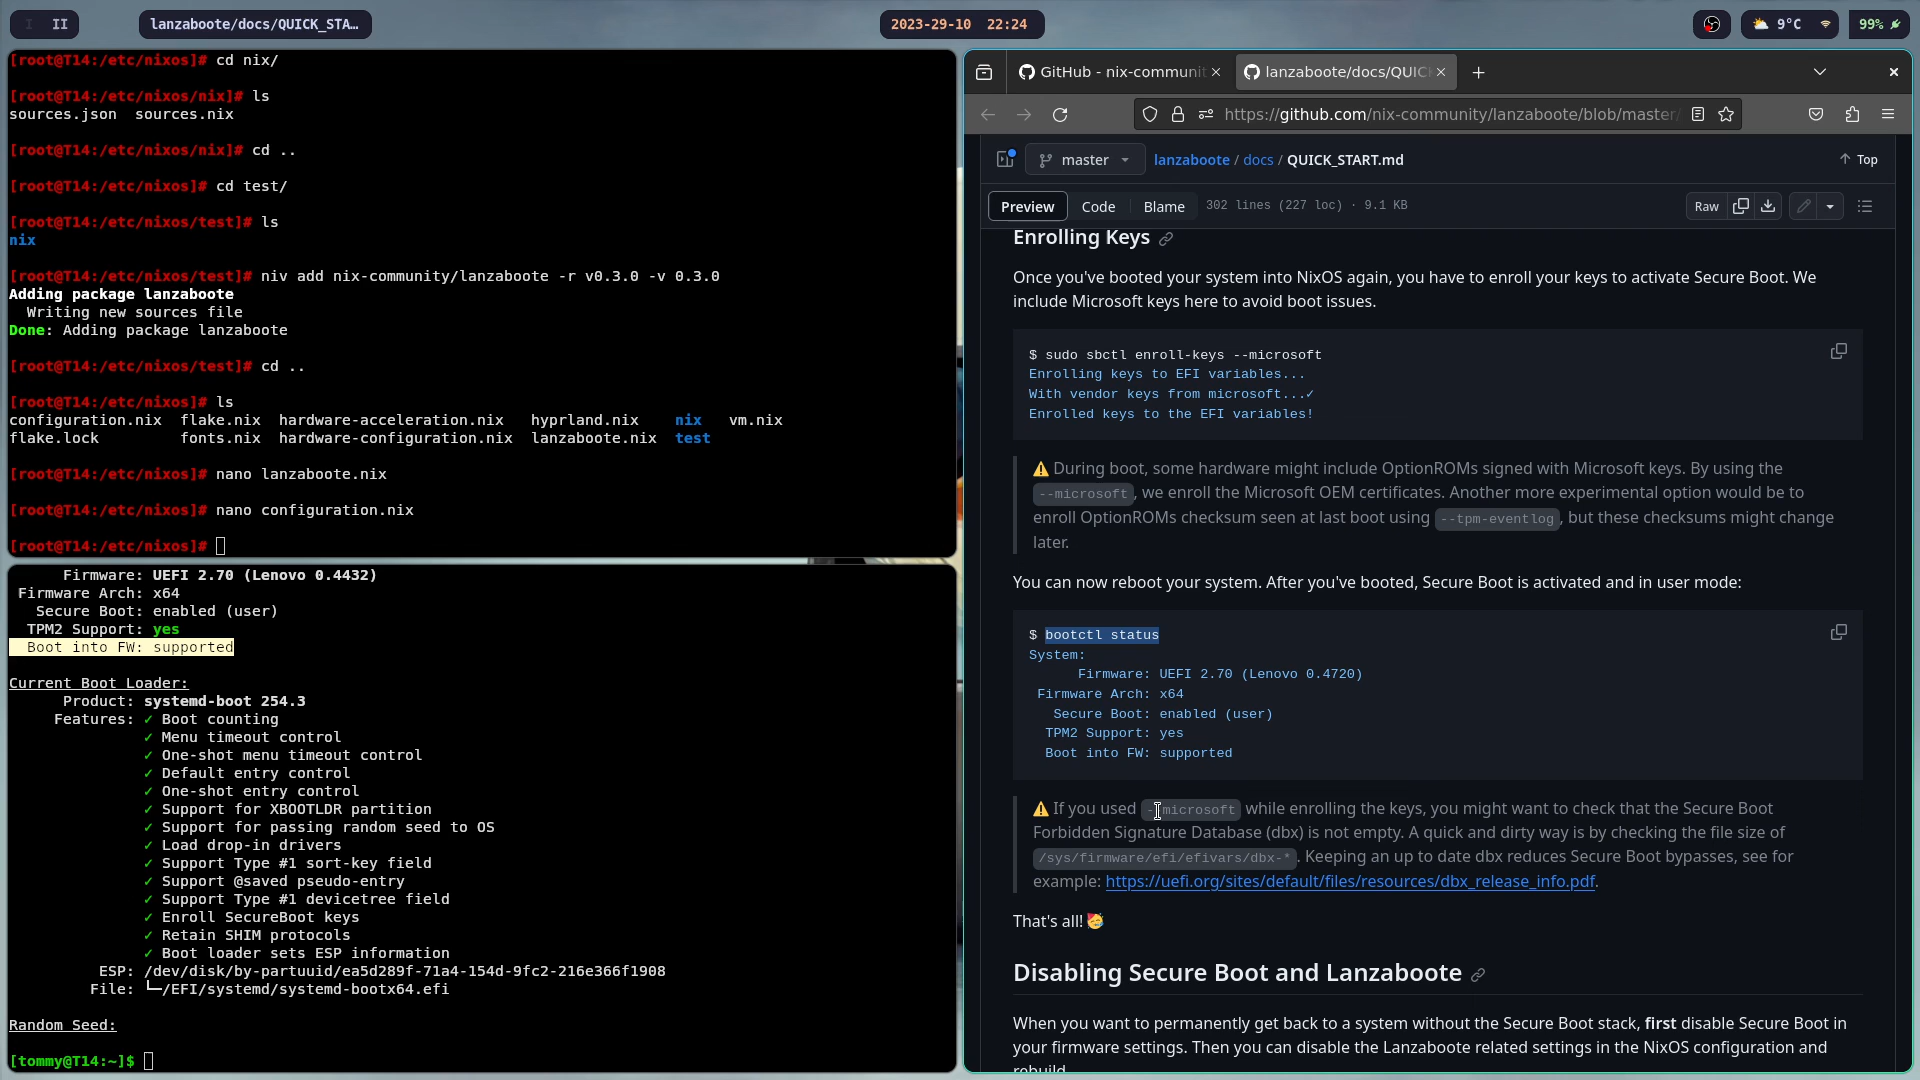 I II
lanzaboote/docs/QUICK_STA…
2023-29-10 22:24
9°C
99%
[root@T14:/etc/nixos]# cd nix/
[root@T14:/etc/nixos/nix]# ls
sources.json  sources.nix
[root@T14:/etc/nixos/nix]# cd ..
[root@T14:/etc/nixos]# cd test/
[root@T14:/etc/nixos/test]# ls
nix
[root@T14:/etc/nixos/test]# niv add nix-community/lanzaboote -r v0.3.0 -v 0.3.0
Adding package lanzaboote
  Writing new sources file
Done: Adding package lanzaboote
[root@T14:/etc/nixos/test]# cd ..
[root@T14:/etc/nixos]# ls
configuration.nix  flake.nix  hardware-acceleration.nix   hyprland.nix    nix   vm.nix
flake.lock         fonts.nix  hardware-configuration.nix  lanzaboote.nix  test
[root@T14:/etc/nixos]# nano lanzaboote.nix
[root@T14:/etc/nixos]# nano configuration.nix
[root@T14:/etc/nixos]#
      Firmware: UEFI 2.70 (Lenovo 0.4432)
 Firmware Arch: x64
   Secure Boot: enabled (user)
  TPM2 Support: yes
  Boot into FW: supported
Current Boot Loader:
      Product: systemd-boot 254.3
     Features: ✓ Boot counting
               ✓ Menu timeout control
               ✓ One-shot menu timeout control
               ✓ Default entry control
               ✓ One-shot entry control
               ✓ Support for XBOOTLDR partition
               ✓ Support for passing random seed to OS
               ✓ Load drop-in drivers
               ✓ Support Type #1 sort-key field
               ✓ Support @saved pseudo-entry
               ✓ Support Type #1 devicetree field
               ✓ Enroll SecureBoot keys
               ✓ Retain SHIM protocols
               ✓ Boot loader sets ESP information
          ESP: /dev/disk/by-partuuid/ea5d289f-71a4-154d-9fc2-216e366f1908
         File: └─/EFI/systemd/systemd-bootx64.efi
Random Seed:
[tommy@T14:~]$
GitHub - nix-communit
lanzaboote/docs/QUIC
https://github.com/nix-community/lanzaboote/blob/master/
master
lanzaboote / docs / QUICK_START.md
Top
Preview Code Blame 302 lines (227 loc) · 9.1 KB Raw
Enrolling Keys
Once you've booted your system into NixOS again, you have to enroll your keys to activate Secure Boot. We
include Microsoft keys here to avoid boot issues.
$ sudo sbctl enroll-keys --microsoft
Enrolling keys to EFI variables...
With vendor keys from microsoft...✓
Enrolled keys to the EFI variables!
⚠️ During boot, some hardware might include OptionROMs signed with Microsoft keys. By using the
--microsoft, we enroll the Microsoft OEM certificates. Another more experimental option would be to
enroll OptionROMs checksum seen at last boot using --tpm-eventlog, but these checksums might change
later.
You can now reboot your system. After you've booted, Secure Boot is activated and in user mode:
$ bootctl status
System:
      Firmware: UEFI 2.70 (Lenovo 0.4720)
 Firmware Arch: x64
   Secure Boot: enabled (user)
  TPM2 Support: yes
  Boot into FW: supported
⚠️ If you used --microsoft while enrolling the keys, you might want to check that the Secure Boot
Forbidden Signature Database (dbx) is not empty. A quick and dirty way is by checking the file size of
/sys/firmware/efi/efivars/dbx-*. Keeping an up to date dbx reduces Secure Boot bypasses, see for
example: https://uefi.org/sites/default/files/resources/dbx_release_info.pdf.
That's all! 🥳
Disabling Secure Boot and Lanzaboote
When you want to permanently get back to a system without the Secure Boot stack, first disable Secure Boot in
your firmware settings. Then you can disable the Lanzaboote related settings in the NixOS configuration and
rebuild.